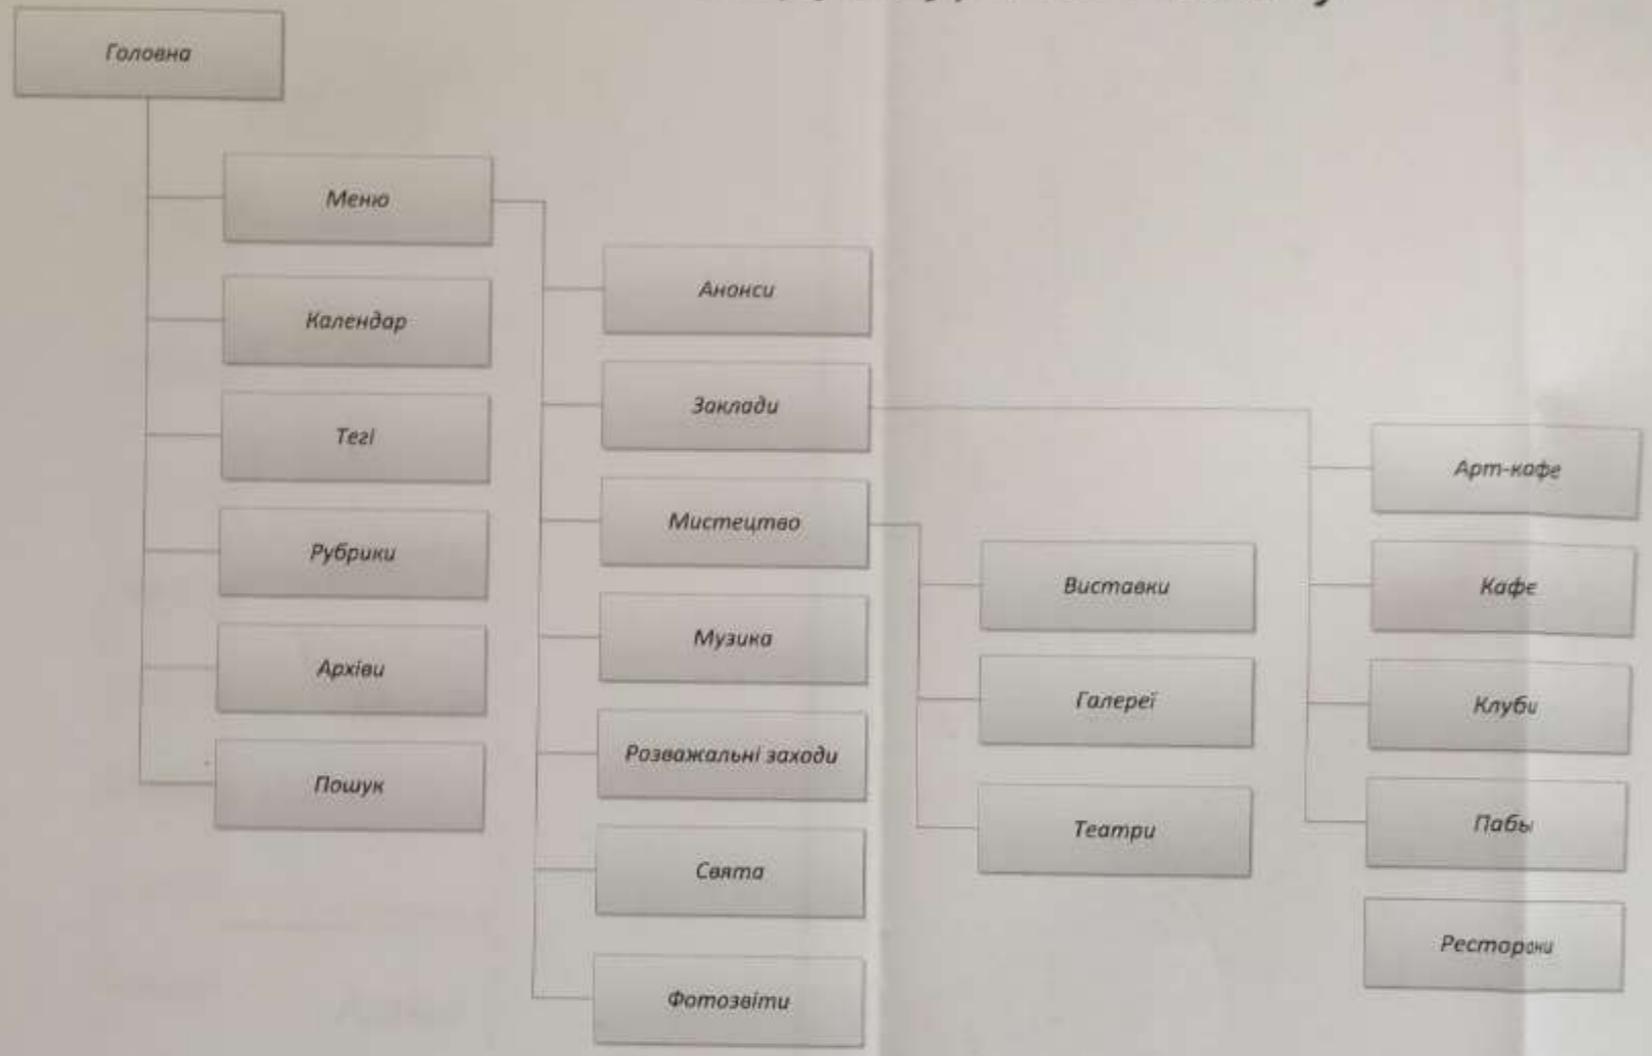 Головна
Меню
Календар
Тегі
Рубрики
Архіви
Пошук
Анонси
Заклади
Мистецтво
Музика
Розважальні заходи
Свята
Фотозвіти
Виставки
Галереї
Театри
Арт-кафе
Кафе
Клуби
Пабы
Ресторани